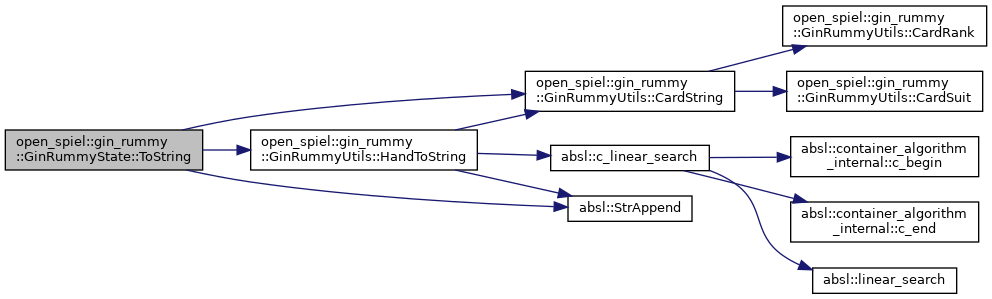 open_spiel::gin_rummy
::GinRummyState::ToString
open_spiel::gin_rummy
::GinRummyUtils::HandToString
open_spiel::gin_rummy
::GinRummyUtils::CardString
absl::c_linear_search
absl::StrAppend
open_spiel::gin_rummy
::GinRummyUtils::CardRank
open_spiel::gin_rummy
::GinRummyUtils::CardSuit
absl::container_algorithm
_internal::c_begin
absl::container_algorithm
_internal::c_end
absl::linear_search